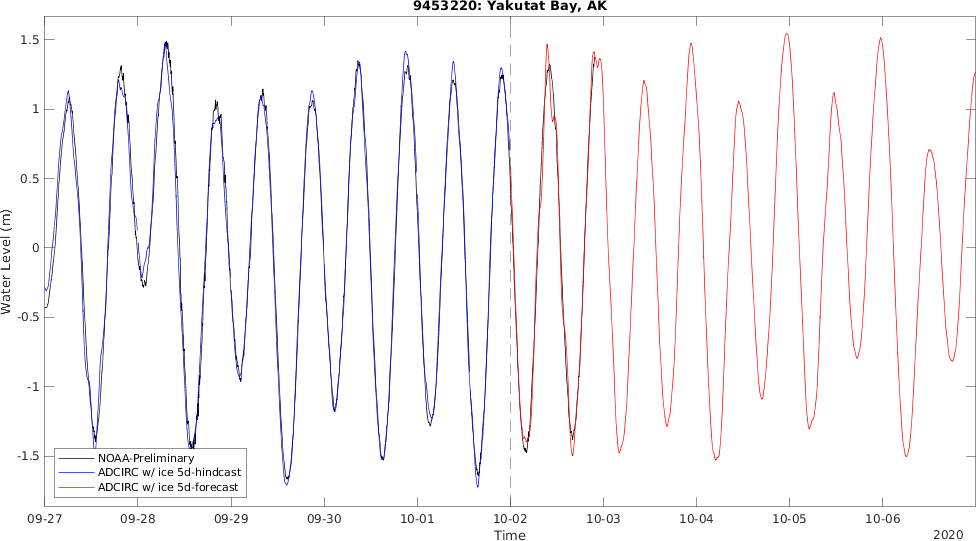 9453220: Yakutat Bay, AK
1.5
1
0.5
0
-0.5
-1
-1.5
Water Level (m)
NOAA-Preliminary
ADCIRC w/ ice 5d-hindcast
ADCIRC w/ ice 5d-forecast
09-27 09-28 09-29 09-30 10-01 10-02 10-03 10-04 10-05 10-06
Time
2020